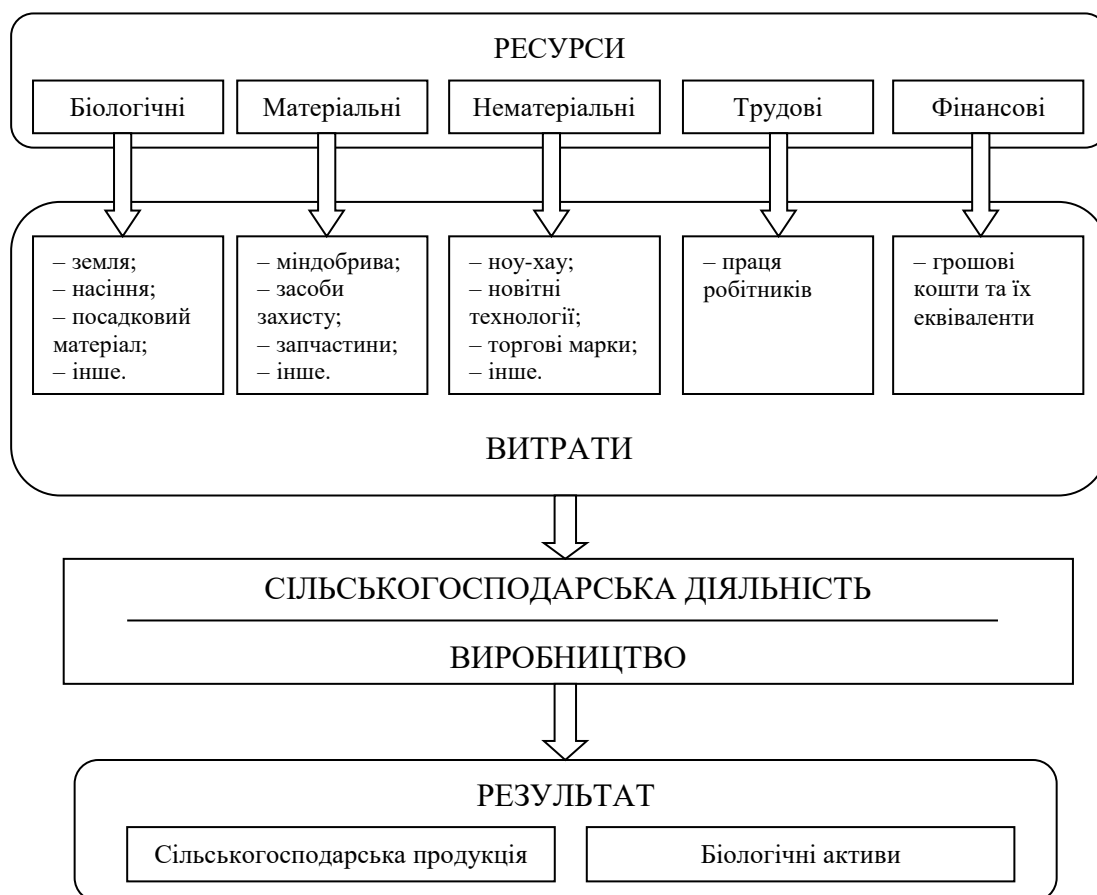 РЕСУРСИ
Біологічні
Матеріальні
Нематеріальні
Трудові
Фінансові
– земля;
– насіння;
– посадковий
матеріал;
– інше.
– міндобрива;
– засоби
захисту;
– запчастини;
– інше.
– ноу-хау;
– новітні
технології;
– торгові марки;
– інше.
– праця
робітників
– грошові
кошти та їх
еквіваленти
ВИТРАТИ
СІЛЬСЬКОГОСПОДАРСЬКА ДІЯЛЬНІСТЬ
ВИРОБНИЦТВО
РЕЗУЛЬТАТ
Сільськогосподарська продукція
Біологічні активи